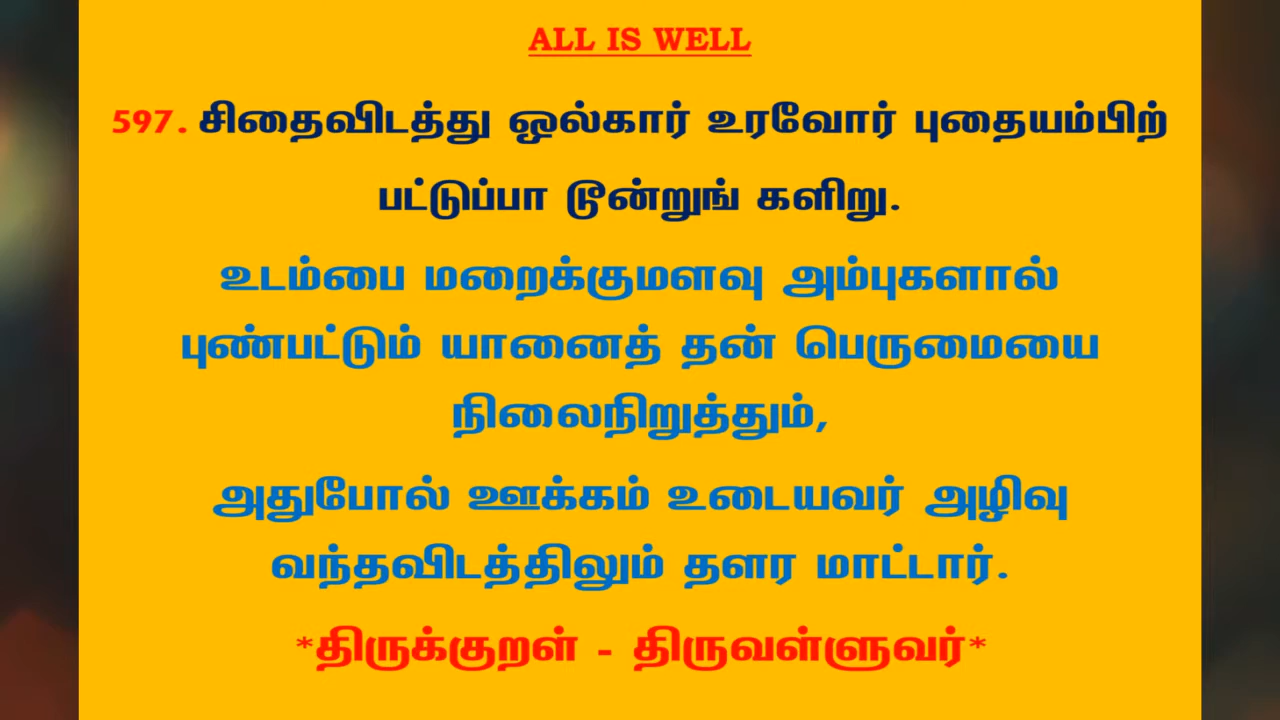 ALL IS WELL
597. சிதைவிடத்து ஒல்கார் உரவோர் புதையம்பிற்
பட்டுப்பா டூன்றுங் களிறு.
உடம்பை மறைக்குமளவு அம்புகளால்
புண்பட்டும் யானைத் தன் பெருமையை
நிலைநிறுத்தும்,
அதுபோல் ஊக்கம் உடையவர் அழிவு
வந்தவிடத்திலும் தளர மாட்டார்.
*திருக்குறள் - திருவள்ளுவர்*